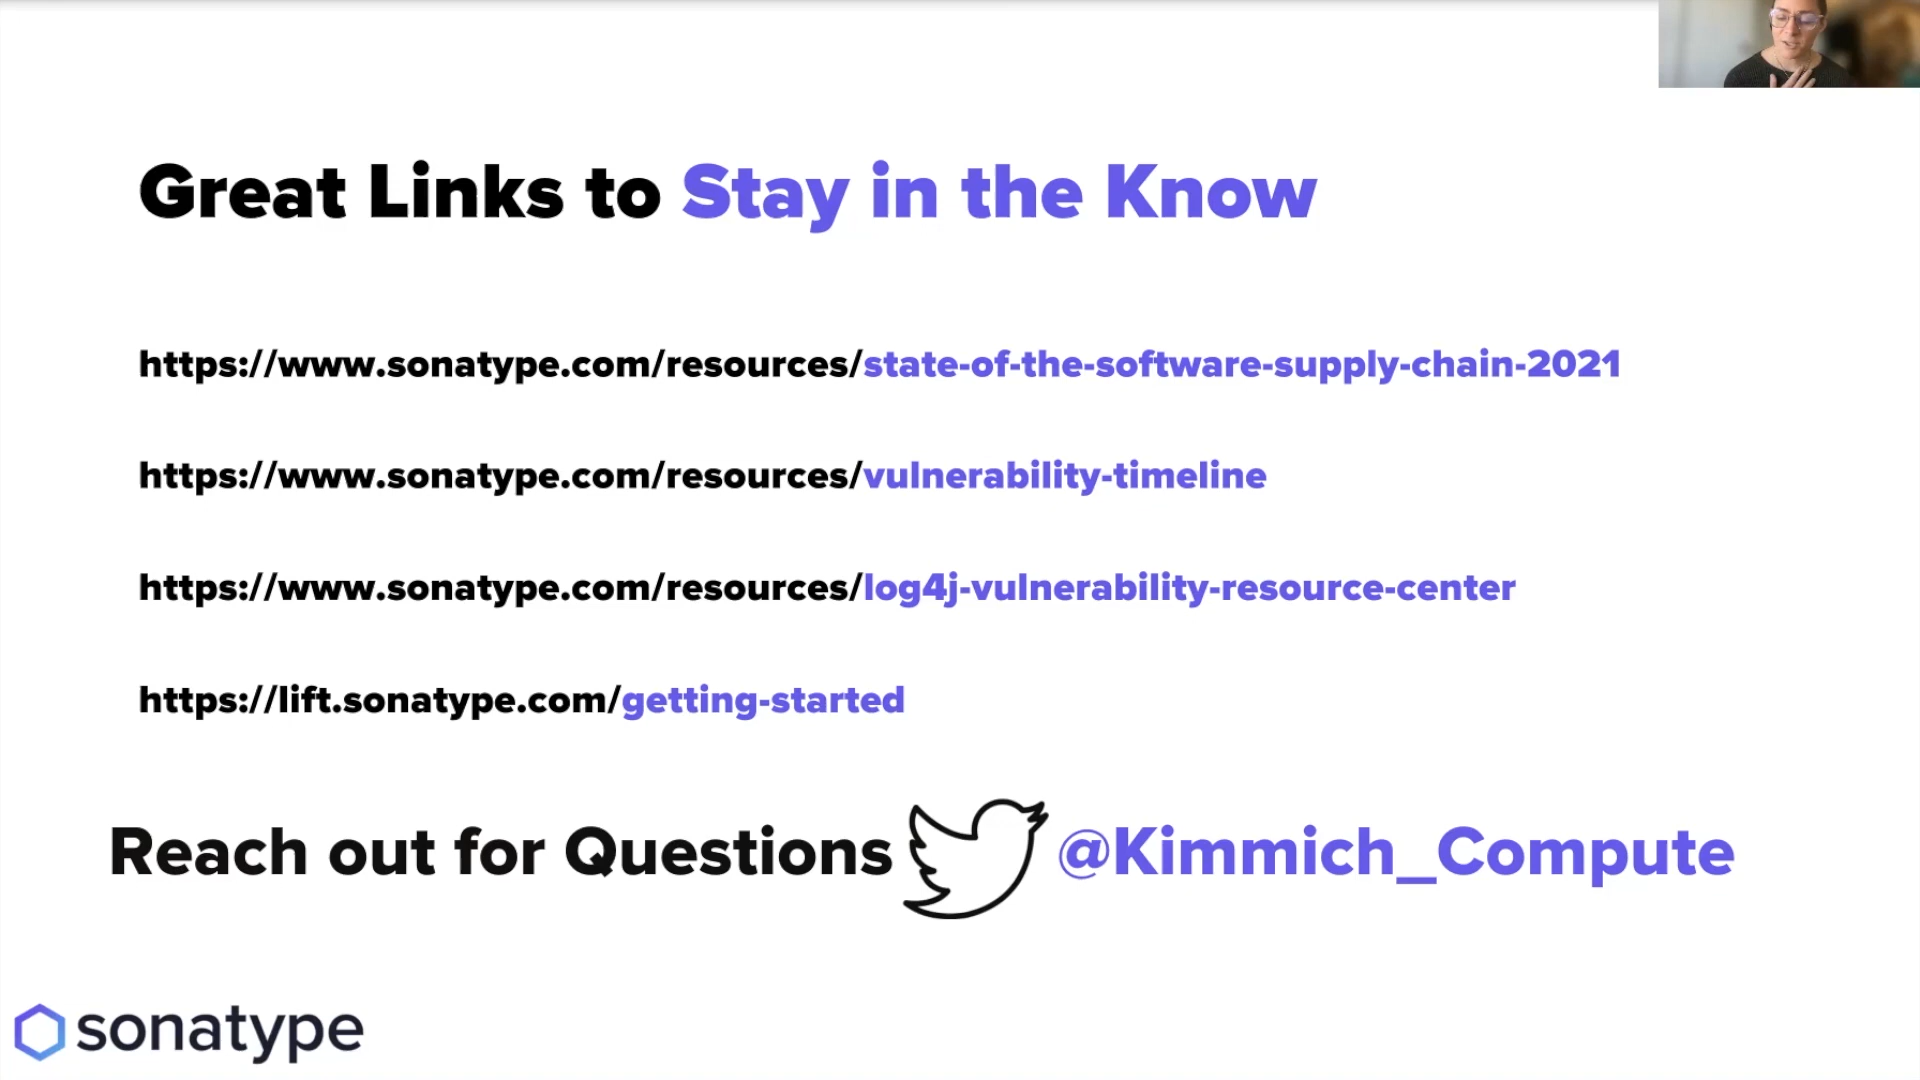 Great Links to Stay in the Know
https://www.sonatype.com/resources/state-of-the-software-supply-chain-2021
https://www.sonatype.com/resources/vulnerability-timeline
https://www.sonatype.com/resources/log4j-vulnerability-resource-center
https://lift.sonatype.com/getting-started
Reach out for Questions @Kimmich_Compute
sonatype